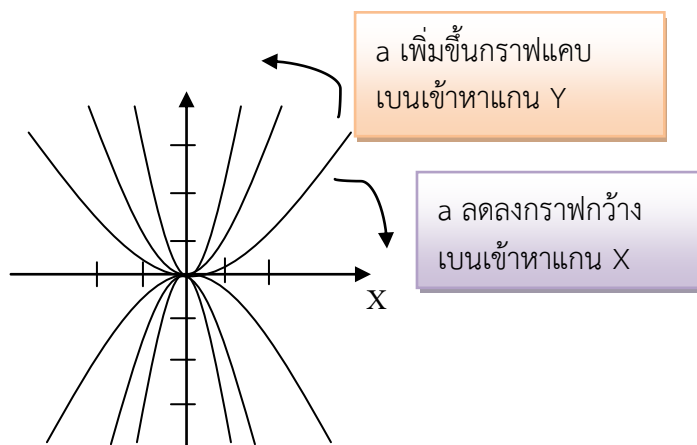 a เพิ่มขึ้นกราฟแคบ
เบนเข้าหาแกน Y
a ลดลงกราฟกว้าง
เบนเข้าหาแกน X
X